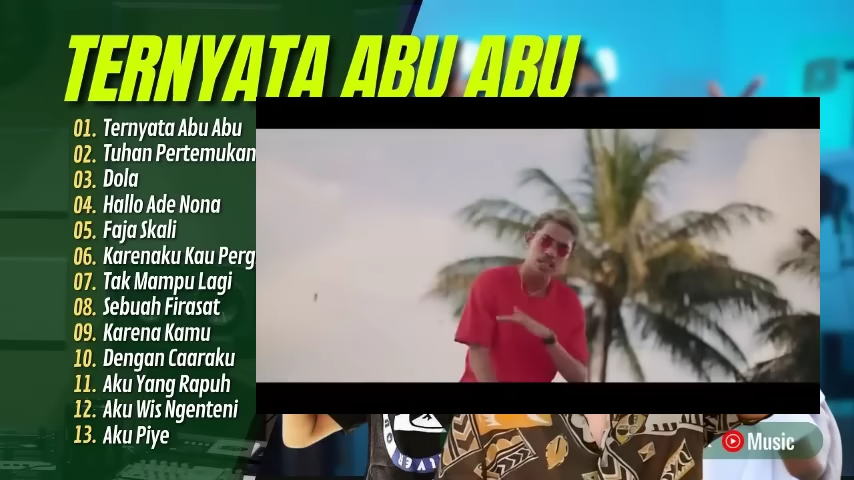 TERNYATA ABU ABU
01. Ternyata Abu Abu
02. Tuhan Pertemukan
03. Dola
04. Hallo Ade Nona
05. Faja Skali
06. Karenaku Kau Perg
07. Tak Mampu Lagi
08. Sebuah Firasat
09. Karena Kamu
10. Dengan Caaraku
11. Aku Yang Rapuh
12. Aku Wis Ngenteni
13. Aku Piye
Music